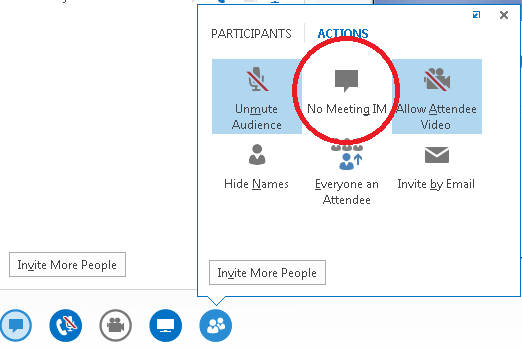 PARTICIPANTS ACTIONS
Unmute
Audience
No Meeting IM
Allow Attendee
Video
Hide Names
Everyone an
Attendee
Invite by Email
Invite More People
Invite More People